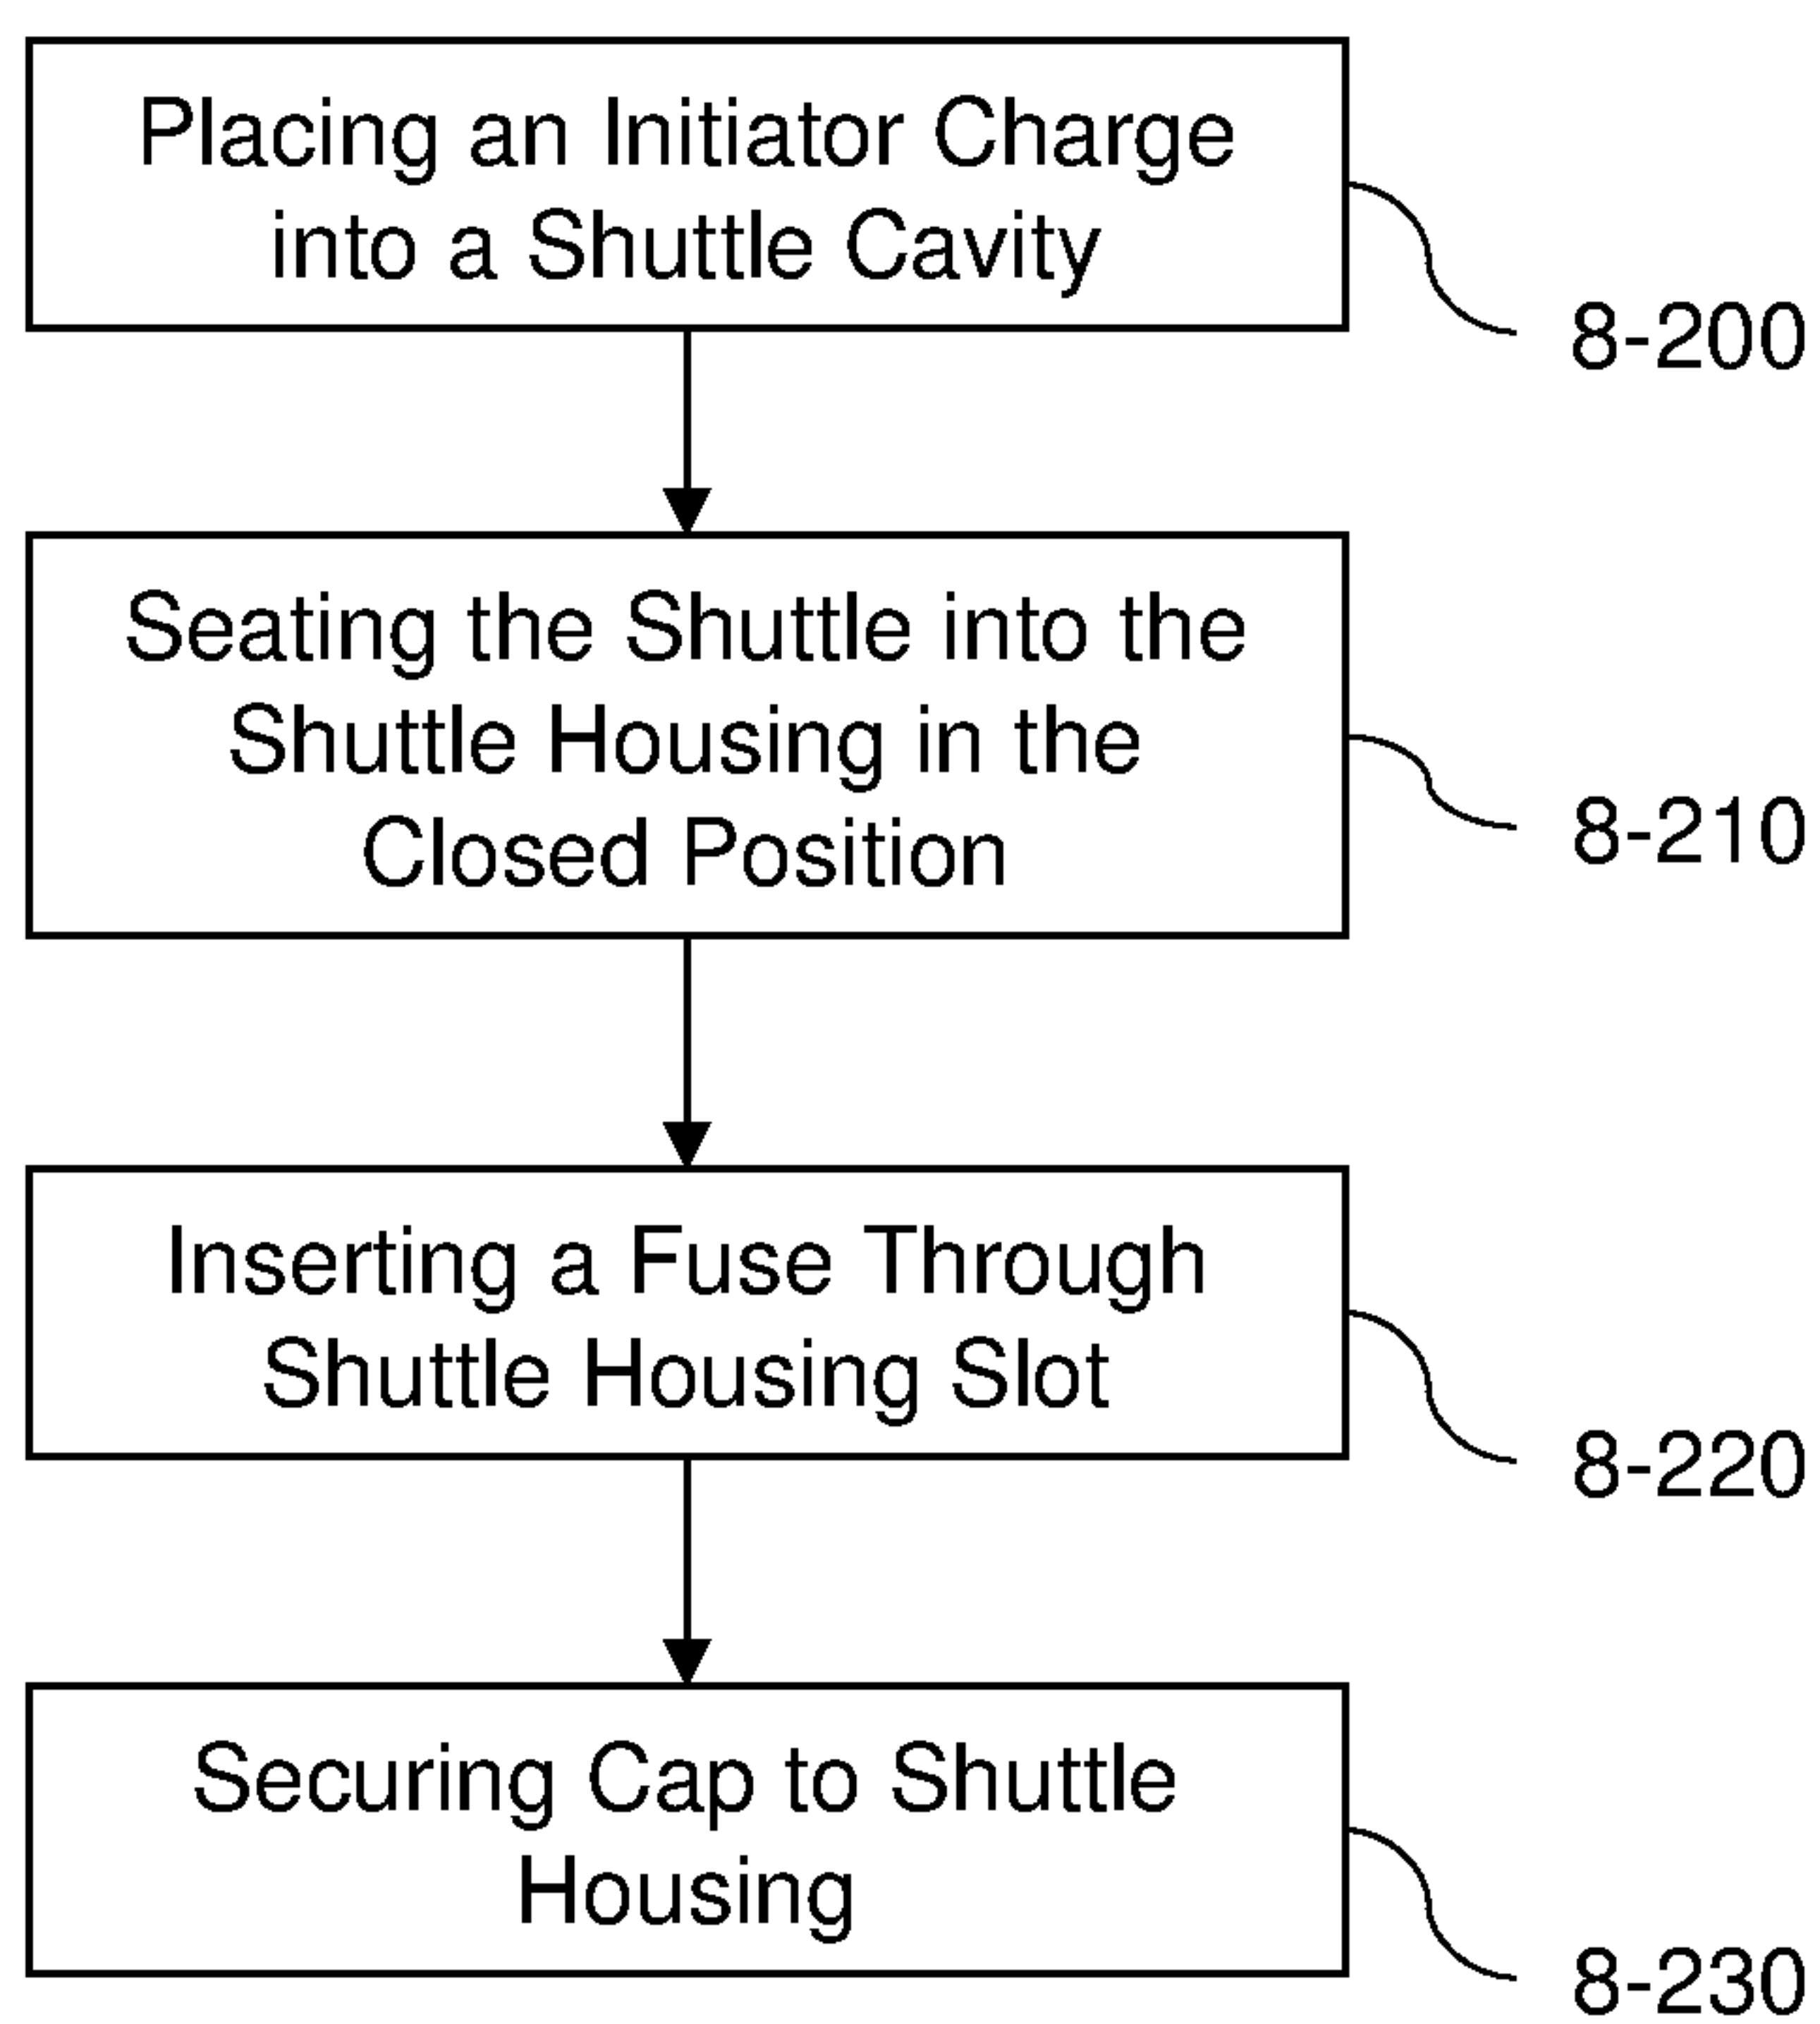 Placing an Initiator Charge
into a Shuttle Cavity
8-200
Seating the Shuttle into the
Shuttle Housing in the
Closed Position
8-210
Inserting a Fuse Through
Shuttle Housing Slot
8-220
Securing Cap to Shuttle
Housing
8-230